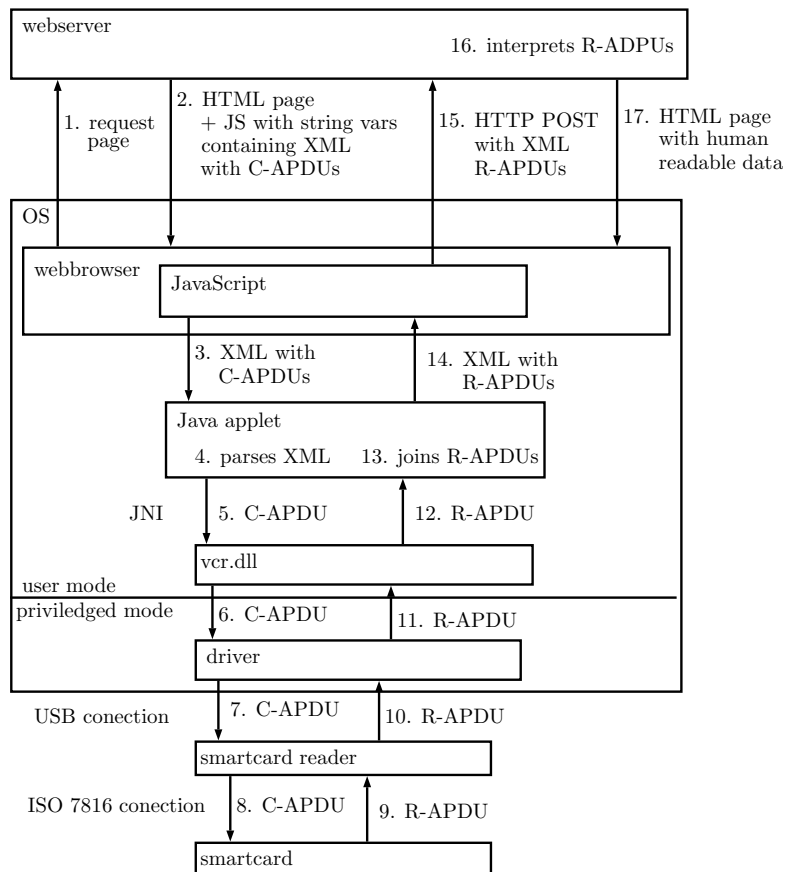 webserver
16. interprets R-ADPUs
1. request
page
2. HTML page
+ JS with string vars
containing XML
with C-APDUs
15. HTTP POST
with XML
R-APDUs
17. HTML page
with human
readable data
OS
webbrowser
JavaScript
3. XML with
C-APDUs
14. XML with
R-APDUs
Java applet
4. parses XML
13. joins R-APDUs
JNI
5. C-APDU
12. R-APDU
vcr.dll
user mode
priviledged mode
6. C-APDU
11. R-APDU
driver
USB conection
7. C-APDU
10. R-APDU
smartcard reader
ISO 7816 conection
8. C-APDU
9. R-APDU
smartcard